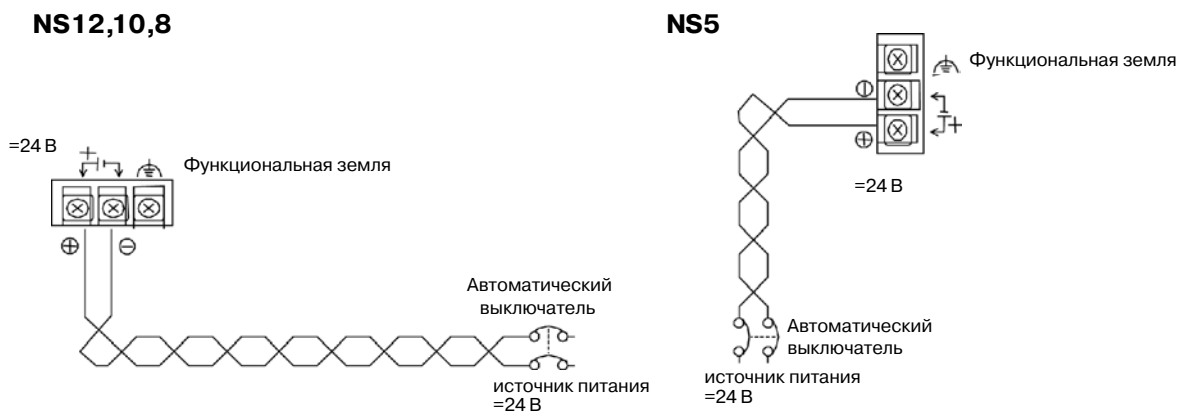 NS12,10,8
=24 В
+
Функциональная земля
Автоматический
выключатель
источник питания
=24 В
NS5
Функциональная земля
+
=24 В
Автоматический
выключатель
источник питания
=24 В